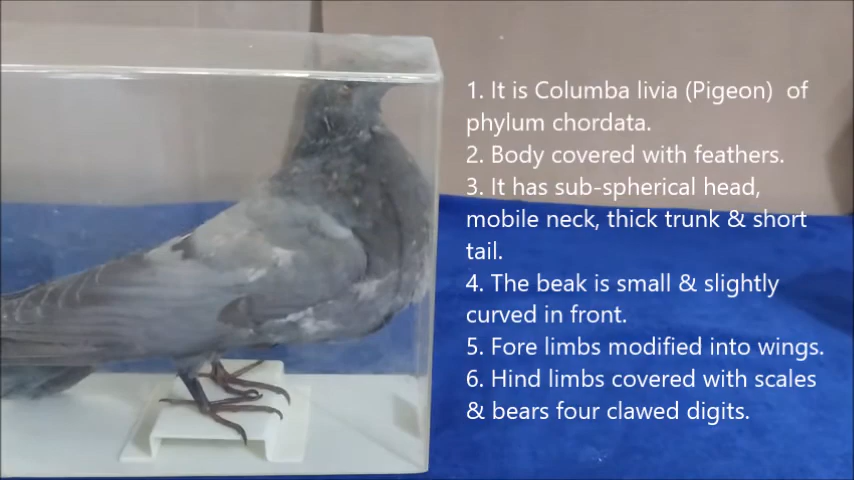 1. It is Columba livia (Pigeon)  of
phylum chordata.
2. Body covered with feathers.
3. It has sub-spherical head,
mobile neck, thick trunk & short
tail.
4. The beak is small & slightly
curved in front.
5. Fore limbs modified into wings.
6. Hind limbs covered with scales
& bears four clawed digits.